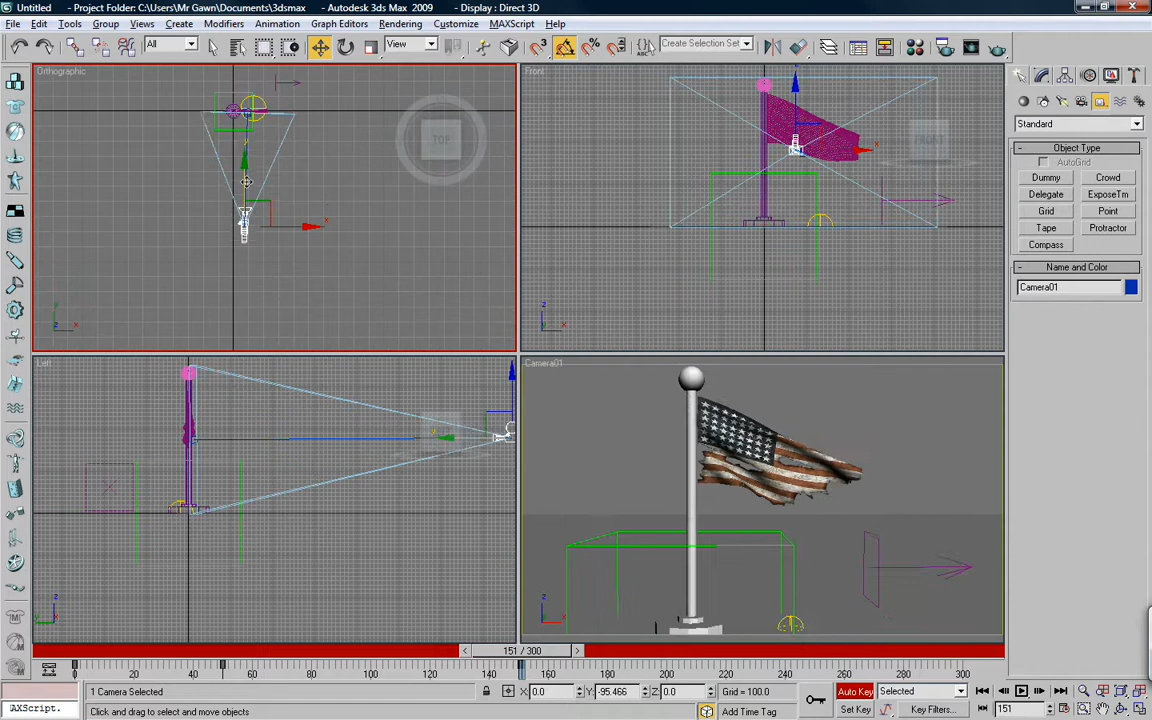 Untitled - Project Folder: C:\Users\Mr Gawn\Documents\3dsmax - Autodesk 3ds Max 2009 - Display : Direct 3D
File Edit Tools Group Views Create Modifiers Animation Graph Editors Rendering Customize MAXScript Help
All View Create Selection Set
Orthographic
TOP
x
Front
FRONT
x
Standard
Object Type
AutoGrid
Dummy Crowd
Delegate ExposeTm
Grid Point
Tape Protractor
Compass
Name and Color
Camera01
Left
Camera01
151 / 300
0 20 40 60 80 100 120 140 160 180 200 220 240 260 280 300
1 Camera Selected X: 0.0 Y: -95.466 Z: 0.0 Grid = 100.0 Auto Key Selected
Click and drag to select and move objects Add Time Tag Set Key Key Filters... 151